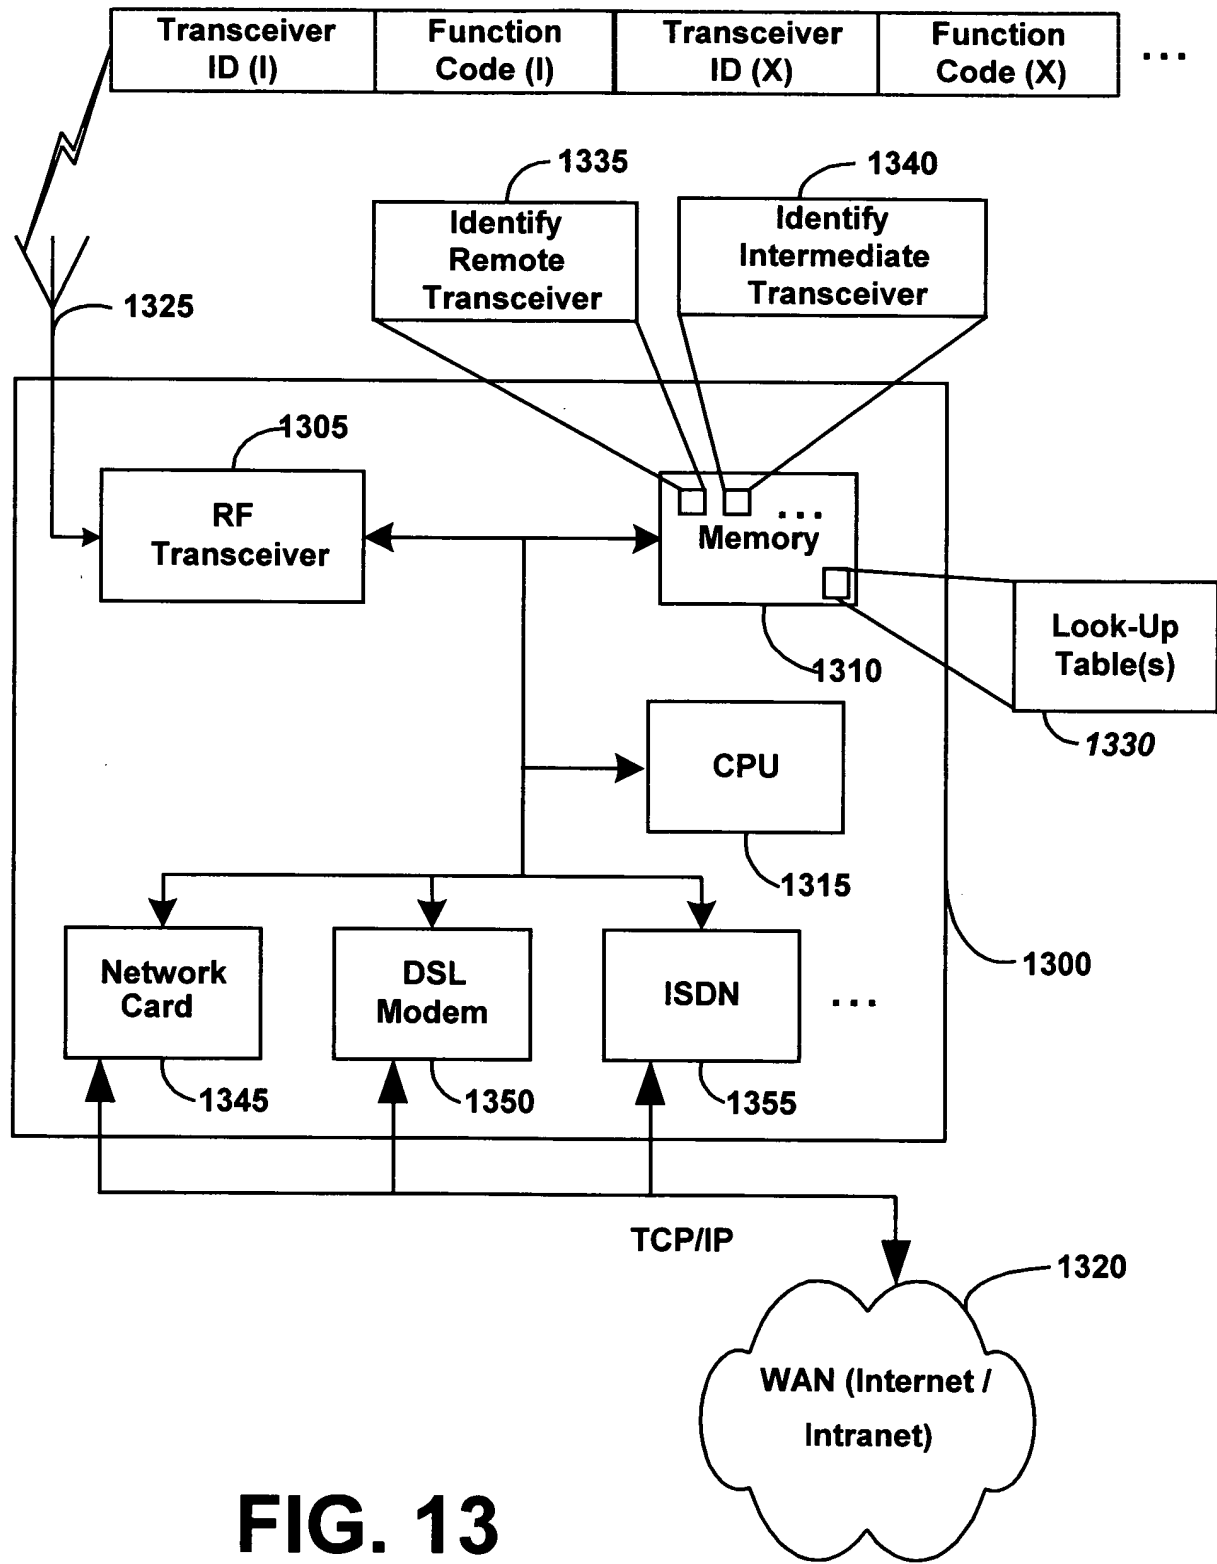 Transceiver ID (I)
Function Code (I)
Transceiver ID (X)
Function Code (X)
...
1335
1340
Identify
Remote
Transceiver
Identify
Intermediate
Transceiver
1325
1305
RF
Transceiver
...
Memory
1310
Look-Up
Table(s)
1330
CPU
1315
1300
Network
Card
DSL
Modem
ISDN
...
1345
1350
1355
TCP/IP
1320
WAN (Internet /
Intranet)
FIG. 13